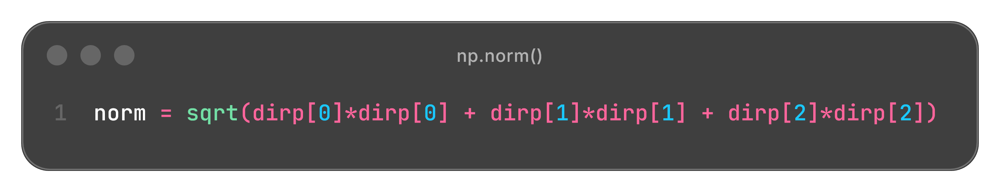 np.norm()
1 norm = sqrt(dirp[0]*dirp[0] + dirp[1]*dirp[1] + dirp[2]*dirp[2])